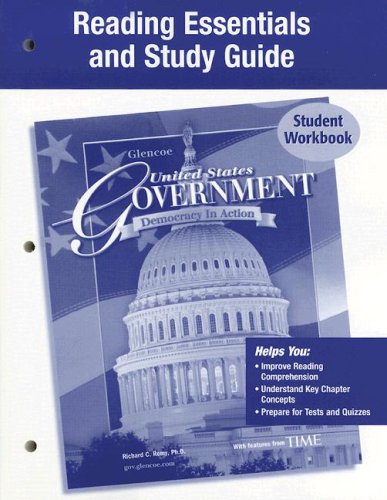 Reading Essentials
and Study Guide
Student
Workbook
Glencoe
United States
GOVERNMENT
Democracy In Action
Helps You:
• Improve Reading
Comprehension
• Understand Key Chapter
Concepts
• Prepare for Tests and Quizzes
Richard C. Remy, Ph.D.
gov.glencoe.com
With features from TIME